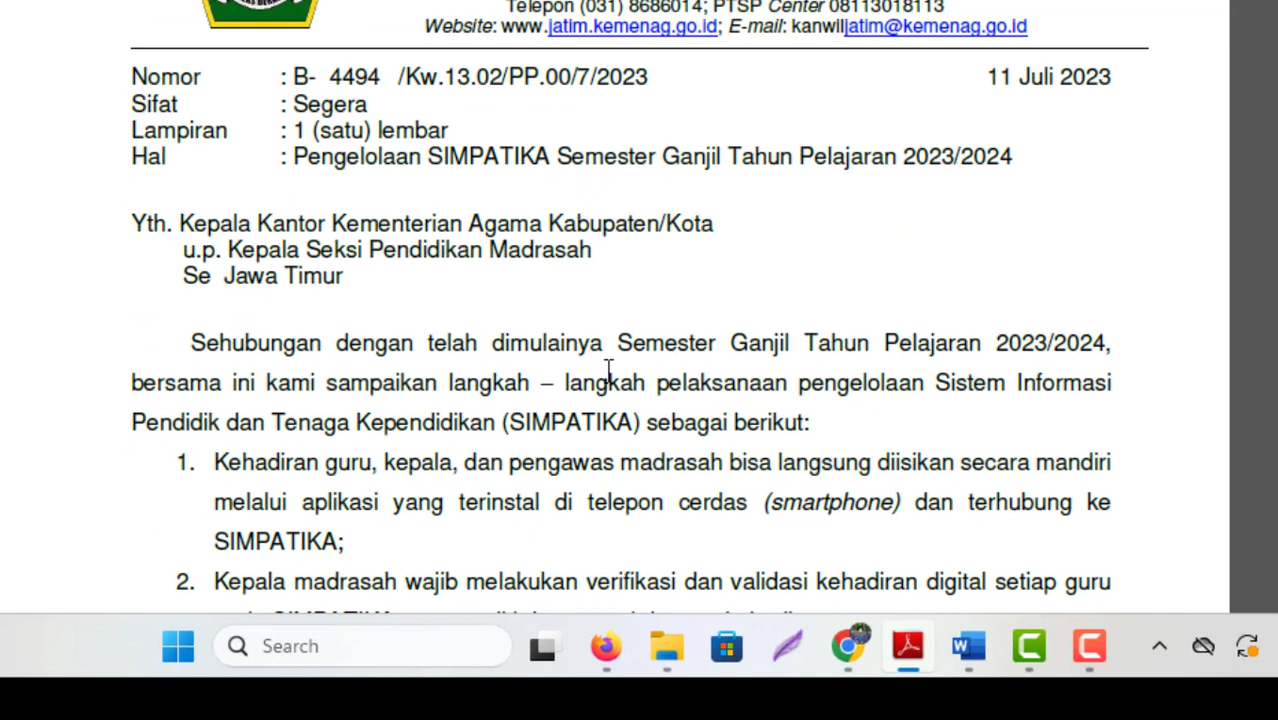 Telepon (031) 8686014; PTSP Center 08113018113
Website: www.jatim.kemenag.go.id; E-mail: kanwiljatim@kemenag.go.id
Nomor : B- 4494 /Kw.13.02/PP.00/7/2023 11 Juli 2023
Sifat : Segera
Lampiran : 1 (satu) lembar
Hal : Pengelolaan SIMPATIKA Semester Ganjil Tahun Pelajaran 2023/2024
Yth. Kepala Kantor Kementerian Agama Kabupaten/Kota
u.p. Kepala Seksi Pendidikan Madrasah
Se Jawa Timur
Sehubungan dengan telah dimulainya Semester Ganjil Tahun Pelajaran 2023/2024,
bersama ini kami sampaikan langkah – langkah pelaksanaan pengelolaan Sistem Informasi
Pendidik dan Tenaga Kependidikan (SIMPATIKA) sebagai berikut:
1. Kehadiran guru, kepala, dan pengawas madrasah bisa langsung diisikan secara mandiri
melalui aplikasi yang terinstal di telepon cerdas (smartphone) dan terhubung ke
SIMPATIKA;
2. Kepala madrasah wajib melakukan verifikasi dan validasi kehadiran digital setiap guru
Search